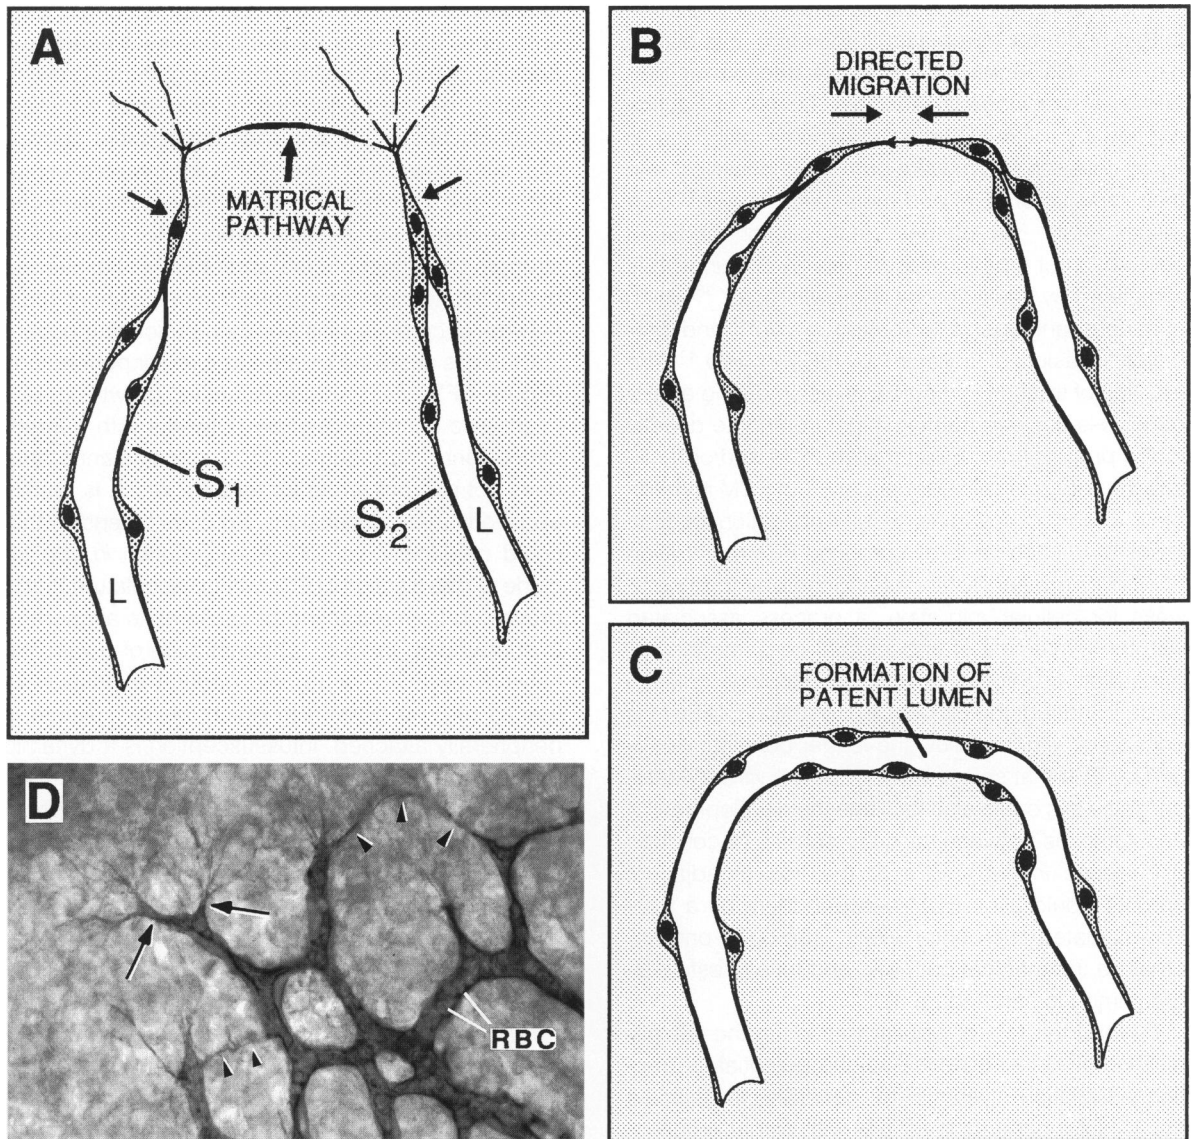 A
MATRICAL
PATHWAY
S₁
S₂
L
L
B
DIRECTED
MIGRATION
C
FORMATION OF
PATENT LUMEN
D
RBC